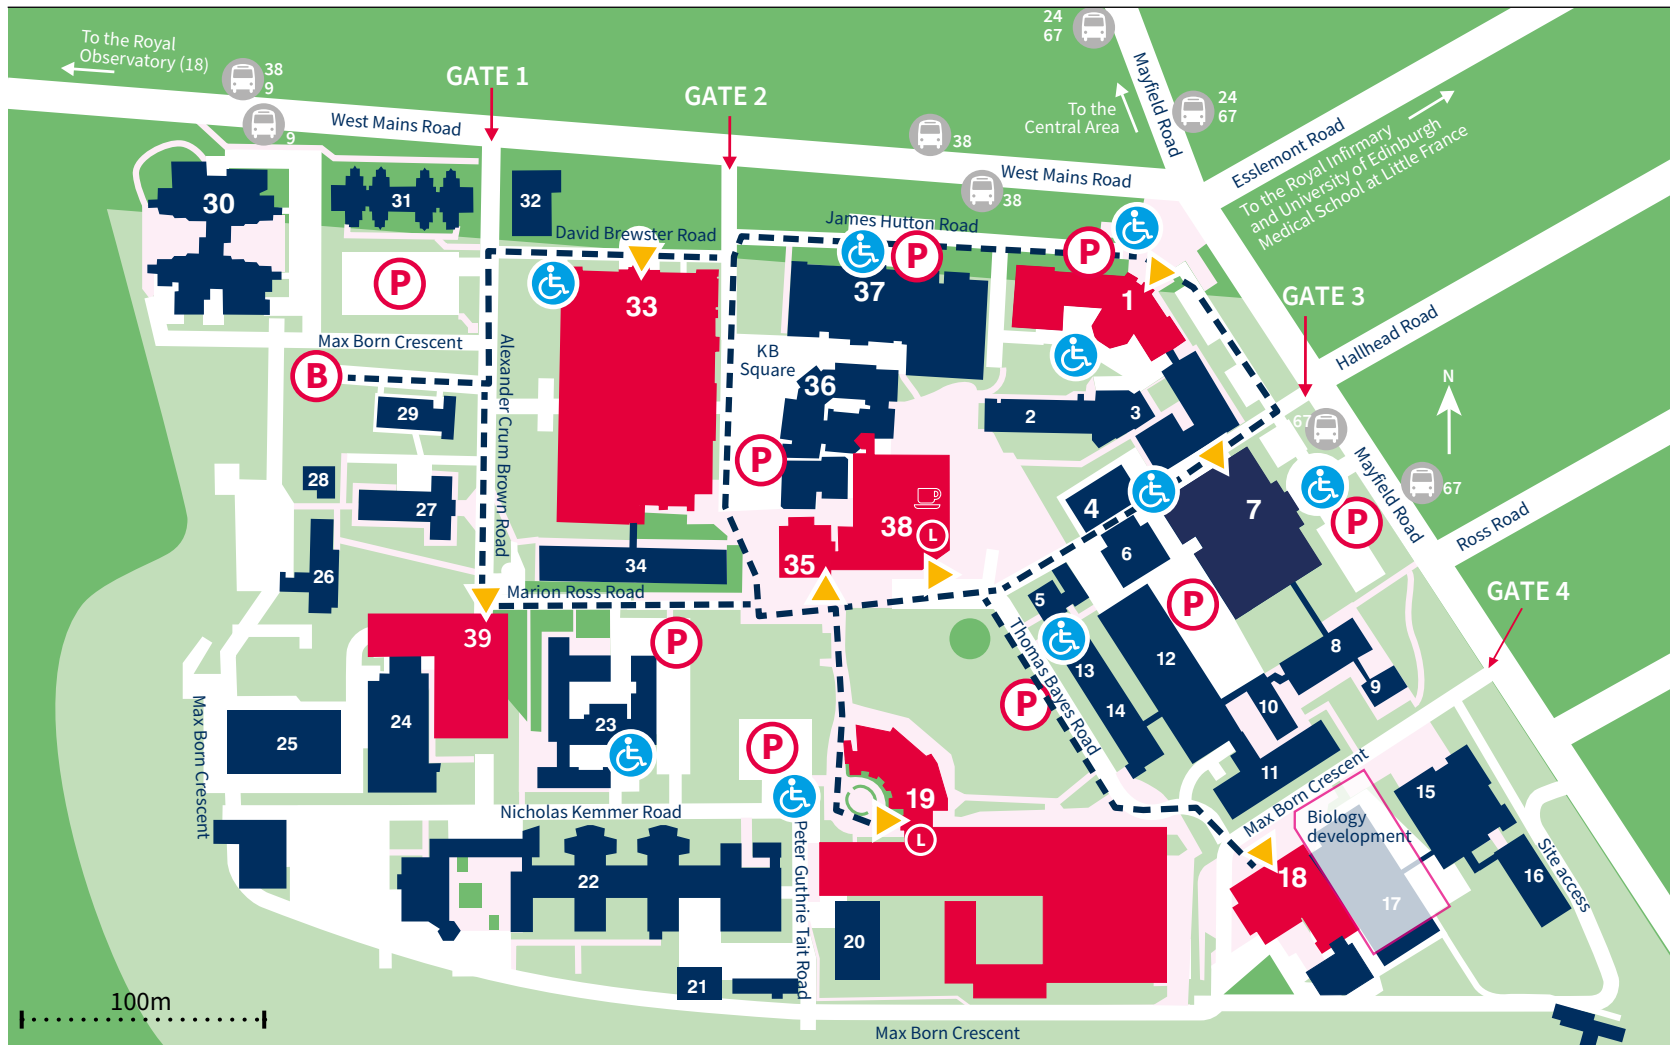 24
67
To the Royal
Observatory (18)
38
9
9
GATE 1
GATE 2
West Mains Road
38
38
West Mains Road
Mayfield Road
To the
Central Area
24
67
Esslemont Road
To the Royal Infirmary
and University of Edinburgh
Medical School at Little France
30
31
32
David Brewster Road
James Hutton Road
P
P
P
37
33
1
GATE 3
Hallhead Road
Max Born Crescent
Alexander Crum Brown Road
KB
Square
B
36
29
2
3
N
67
Mayfield Road
67
P
28
27
4
7
P
Ross Road
38
L
35
6
26
34
Marion Ross Road
5
P
GATE 4
39
P
Thomas Bayes Road
12
8
13
9
Max Born Crescent
25
24
23
P
14
10
P
11
19
L
Nicholas Kemmer Road
Peter Guthrie Tait Road
Max Born Crescent
Biology
development
15
16
Site access
22
18
17
20
21
100m
Max Born Crescent